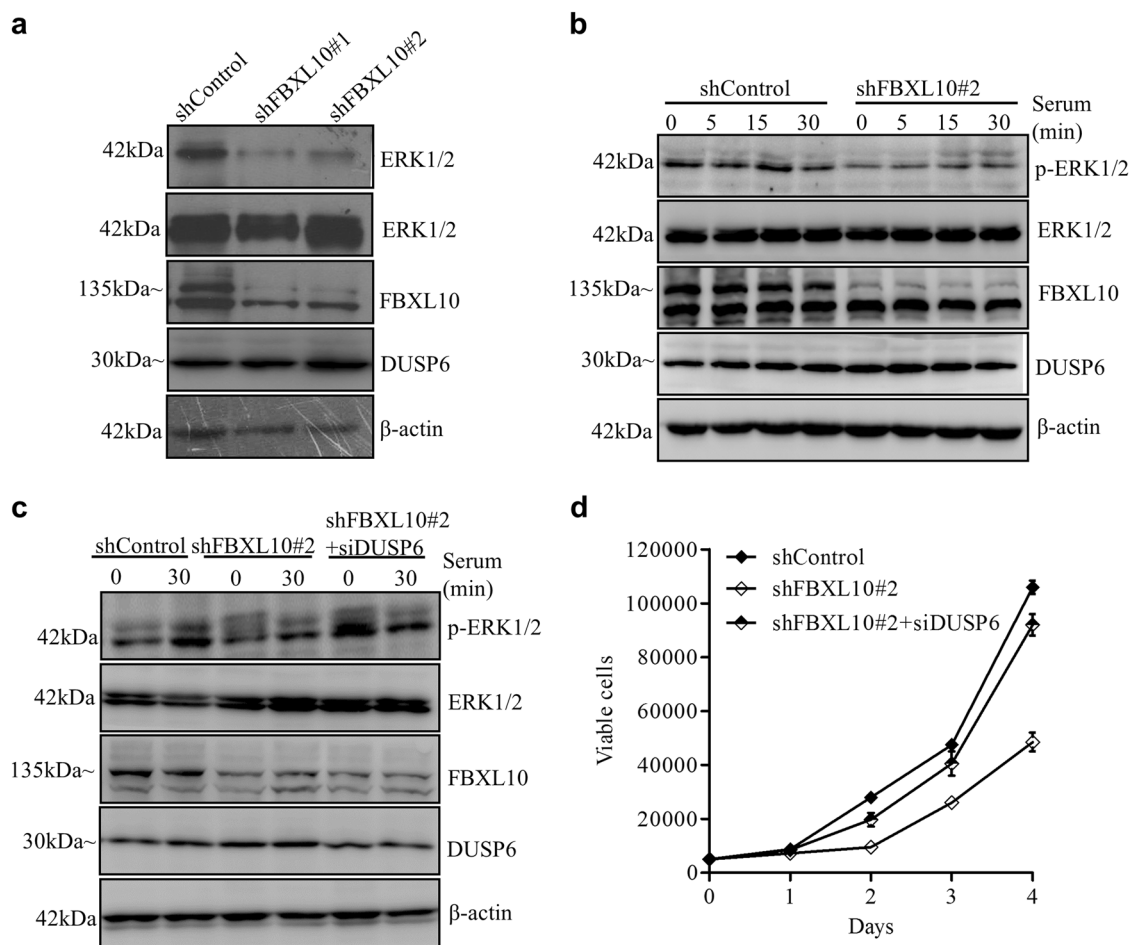 a
shControl
shFBXL10#1
shFBXL10#2
42kDa
ERK1/2
42kDa
ERK1/2
135kDa~
FBXL10
30kDa~
DUSP6
42kDa
β-actin
b
shControl
shFBXL10#2
Serum
(min)
0 5 15 30 0 5 15 30
42kDa
p-ERK1/2
42kDa
ERK1/2
135kDa~
FBXL10
30kDa~
DUSP6
42kDa
β-actin
c
shControl
shFBXL10#2
shFBXL10#2
+siDUSP6
Serum
(min)
0 30 0 30 0 30
42kDa
p-ERK1/2
42kDa
ERK1/2
135kDa~
FBXL10
30kDa~
DUSP6
42kDa
β-actin
d
shControl
shFBXL10#2
shFBXL10#2+siDUSP6
Viable cells
120000
100000
80000
60000
40000
20000
0
0 1 2 3 4
Days